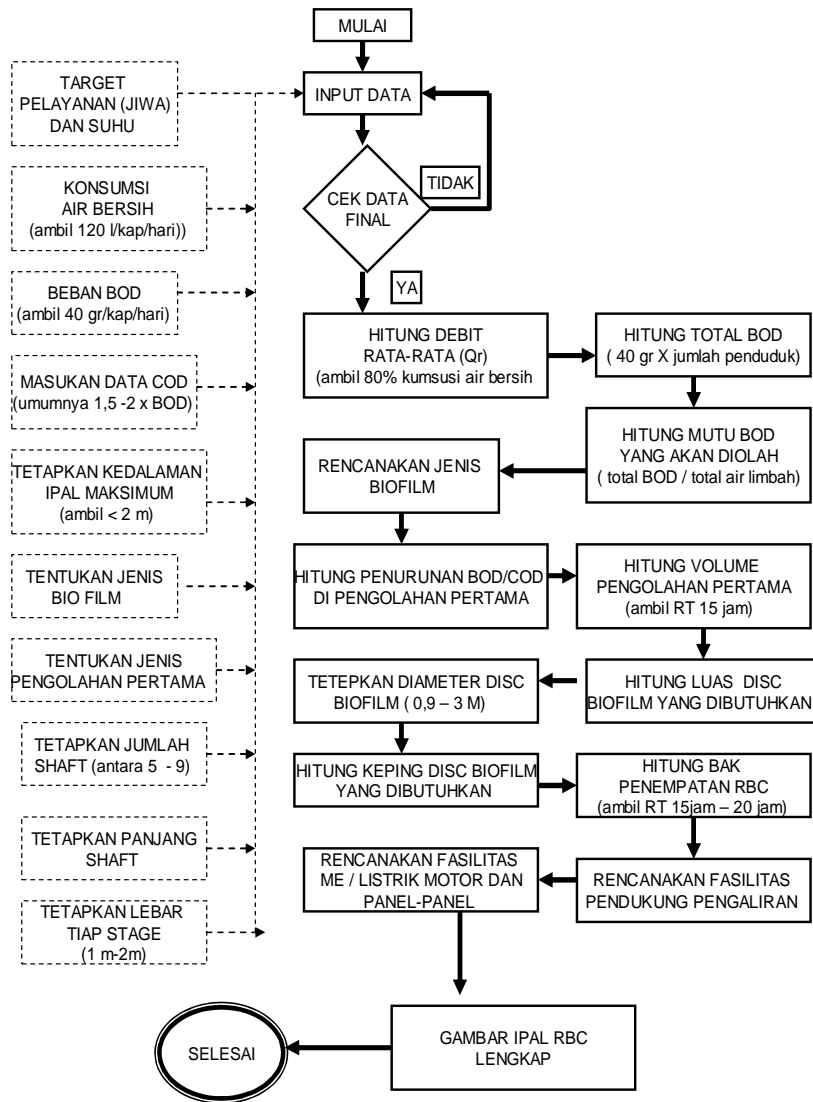 MULAI
TARGET
PELAYANAN (JIWA)
DAN SUHU
INPUT DATA
KONSUMSI
AIR BERSIH
(ambil 120 l/kap/hari))
CEK DATA
FINAL
TIDAK
YA
BEBAN BOD
(ambil 40 gr/kap/hari)
MASUKAN DATA COD
(umumnya 1,5 -2 x BOD)
TETAPKAN KEDALAMAN
IPAL MAKSIMUM
(ambil < 2 m)
TENTUKAN JENIS
BIO FILM
TENTUKAN JENIS
PENGOLAHAN PERTAMA
TETAPKAN JUMLAH
SHAFT (antara 5 - 9)
TETAPKAN PANJANG
SHAFT
TETAPKAN LEBAR
TIAP STAGE
(1 m-2m)
HITUNG DEBIT
RATA-RATA (Qr)
(ambil 80% kumsusi air bersih
HITUNG TOTAL BOD
( 40 gr X jumlah penduduk)
HITUNG MUTU BOD
YANG AKAN DIOLAH
( total BOD / total air limbah)
RENCANAKAN JENIS
BIOFILM
HITUNG PENURUNAN BOD/COD
DI PENGOLAHAN PERTAMA
HITUNG VOLUME
PENGOLAHAN PERTAMA
(ambil RT 15 jam)
HITUNG LUAS DISC
BIOFILM YANG DIBUTUHKAN
TETEPKAN DIAMETER DISC
BIOFILM ( 0,9 – 3 M)
HITUNG KEPING DISC BIOFILM
YANG DIBUTUHKAN
HITUNG BAK
PENEMPATAN RBC
(ambil RT 15jam – 20 jam)
RENCANAKAN FASILITAS
PENDUKUNG PENGALIRAN
RENCANAKAN FASILITAS
ME / LISTRIK MOTOR DAN
PANEL-PANEL
GAMBAR IPAL RBC
LENGKAP
SELESAI